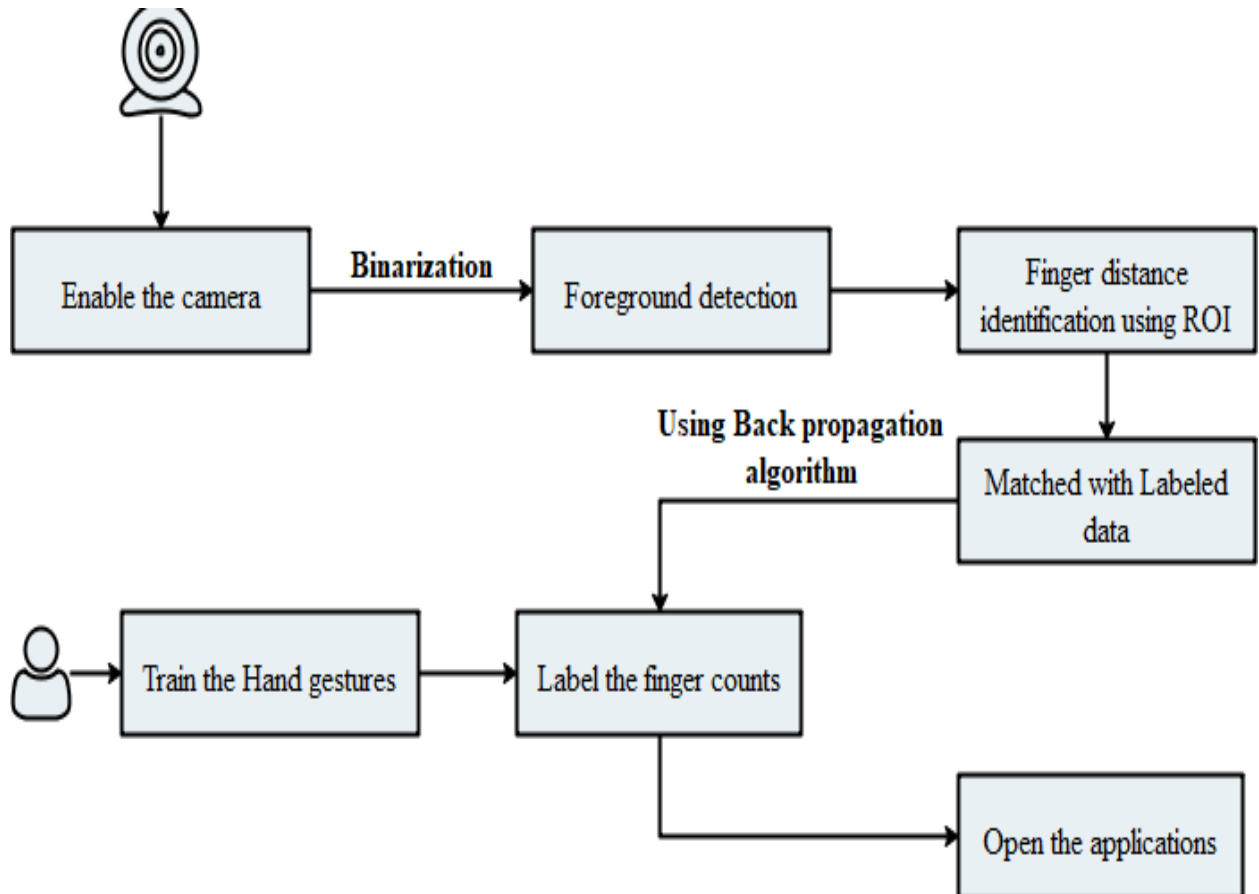 Enable the camera
Binarization
Foreground detection
Finger distance
identification using ROI
Using Back propagation
algorithm
Matched with Labeled
data
Train the Hand gestures
Label the finger counts
Open the applications